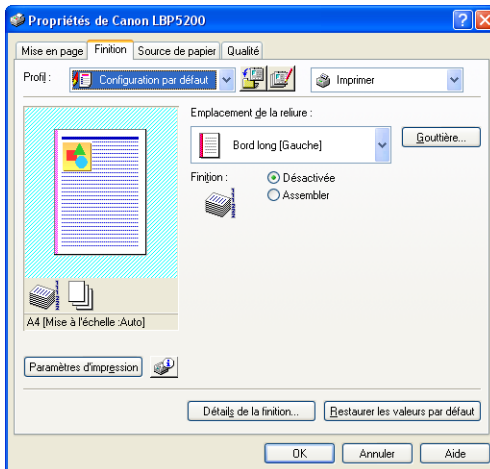 Propriétés de Canon LBP5200
Mise en page Finition Source de papier Qualité
Profil : Configuration par défaut Imprimer
Emplacement de la reliure :
Bord long [Gauche] Gouttière...
Finition : Désactivée
Assembler
A4 [Mise à l'échelle :Auto]
Paramètres d'impression
Détails de la finition... Restaurer les valeurs par défaut
OK Annuler Aide